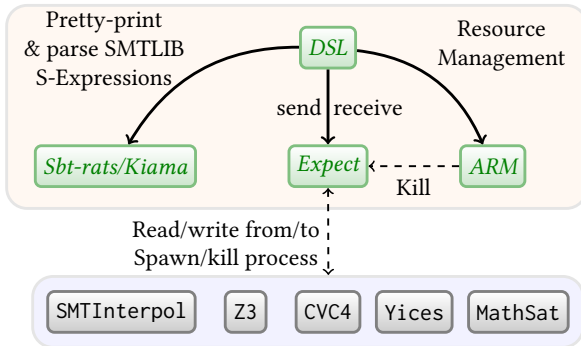 Pretty-print
& parse SMTLIB
S-Expressions
DSL
Resource
Management
send receive
Sbt-rats/Kiama
Expect
ARM
Kill
Read/write from/to
Spawn/kill process
SMTInterpol
Z3
CVC4
Yices
MathSat